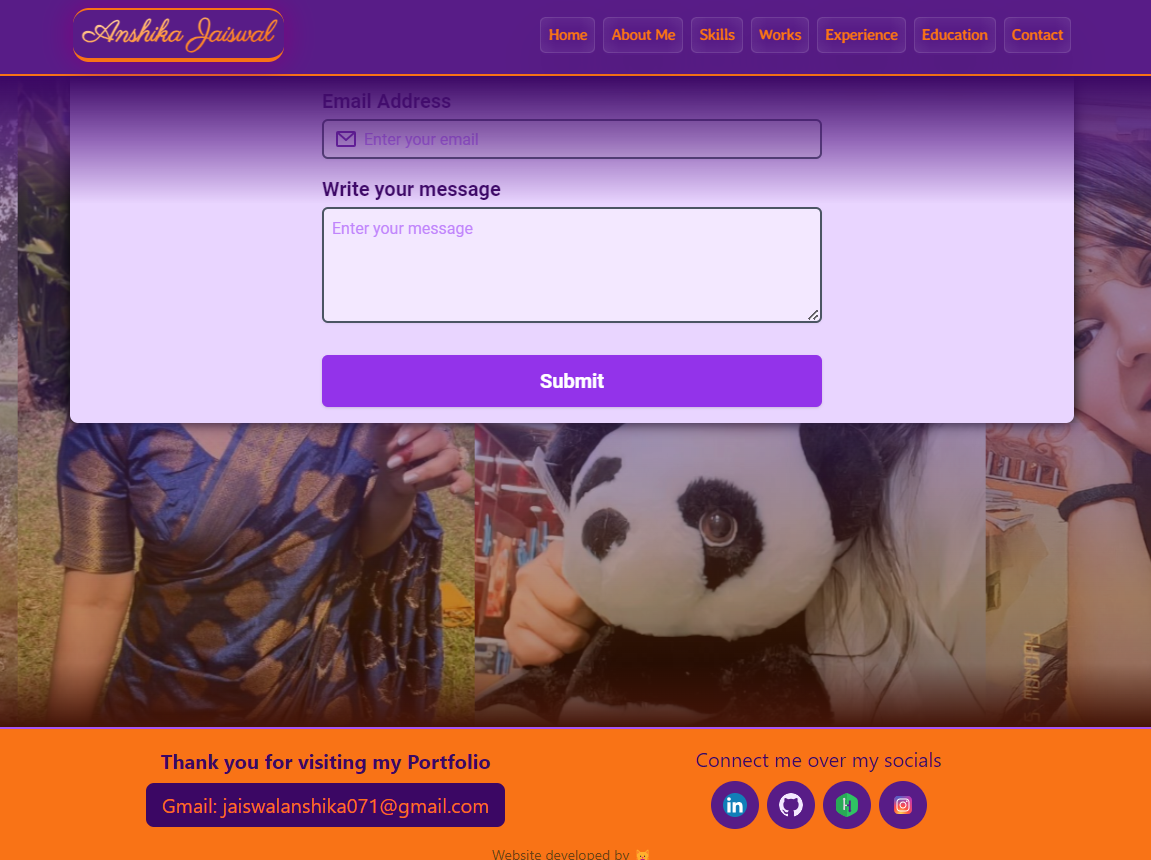 Anshika Jaiswal
Home About Me Skills Works Experience Education Contact
Email Address
Enter your email
Write your message
Enter your message
Submit
Thank you for visiting my Portfolio
Gmail: jaiswalanshika071@gmail.com
Connect me over my socials
in
Website developed by 😺